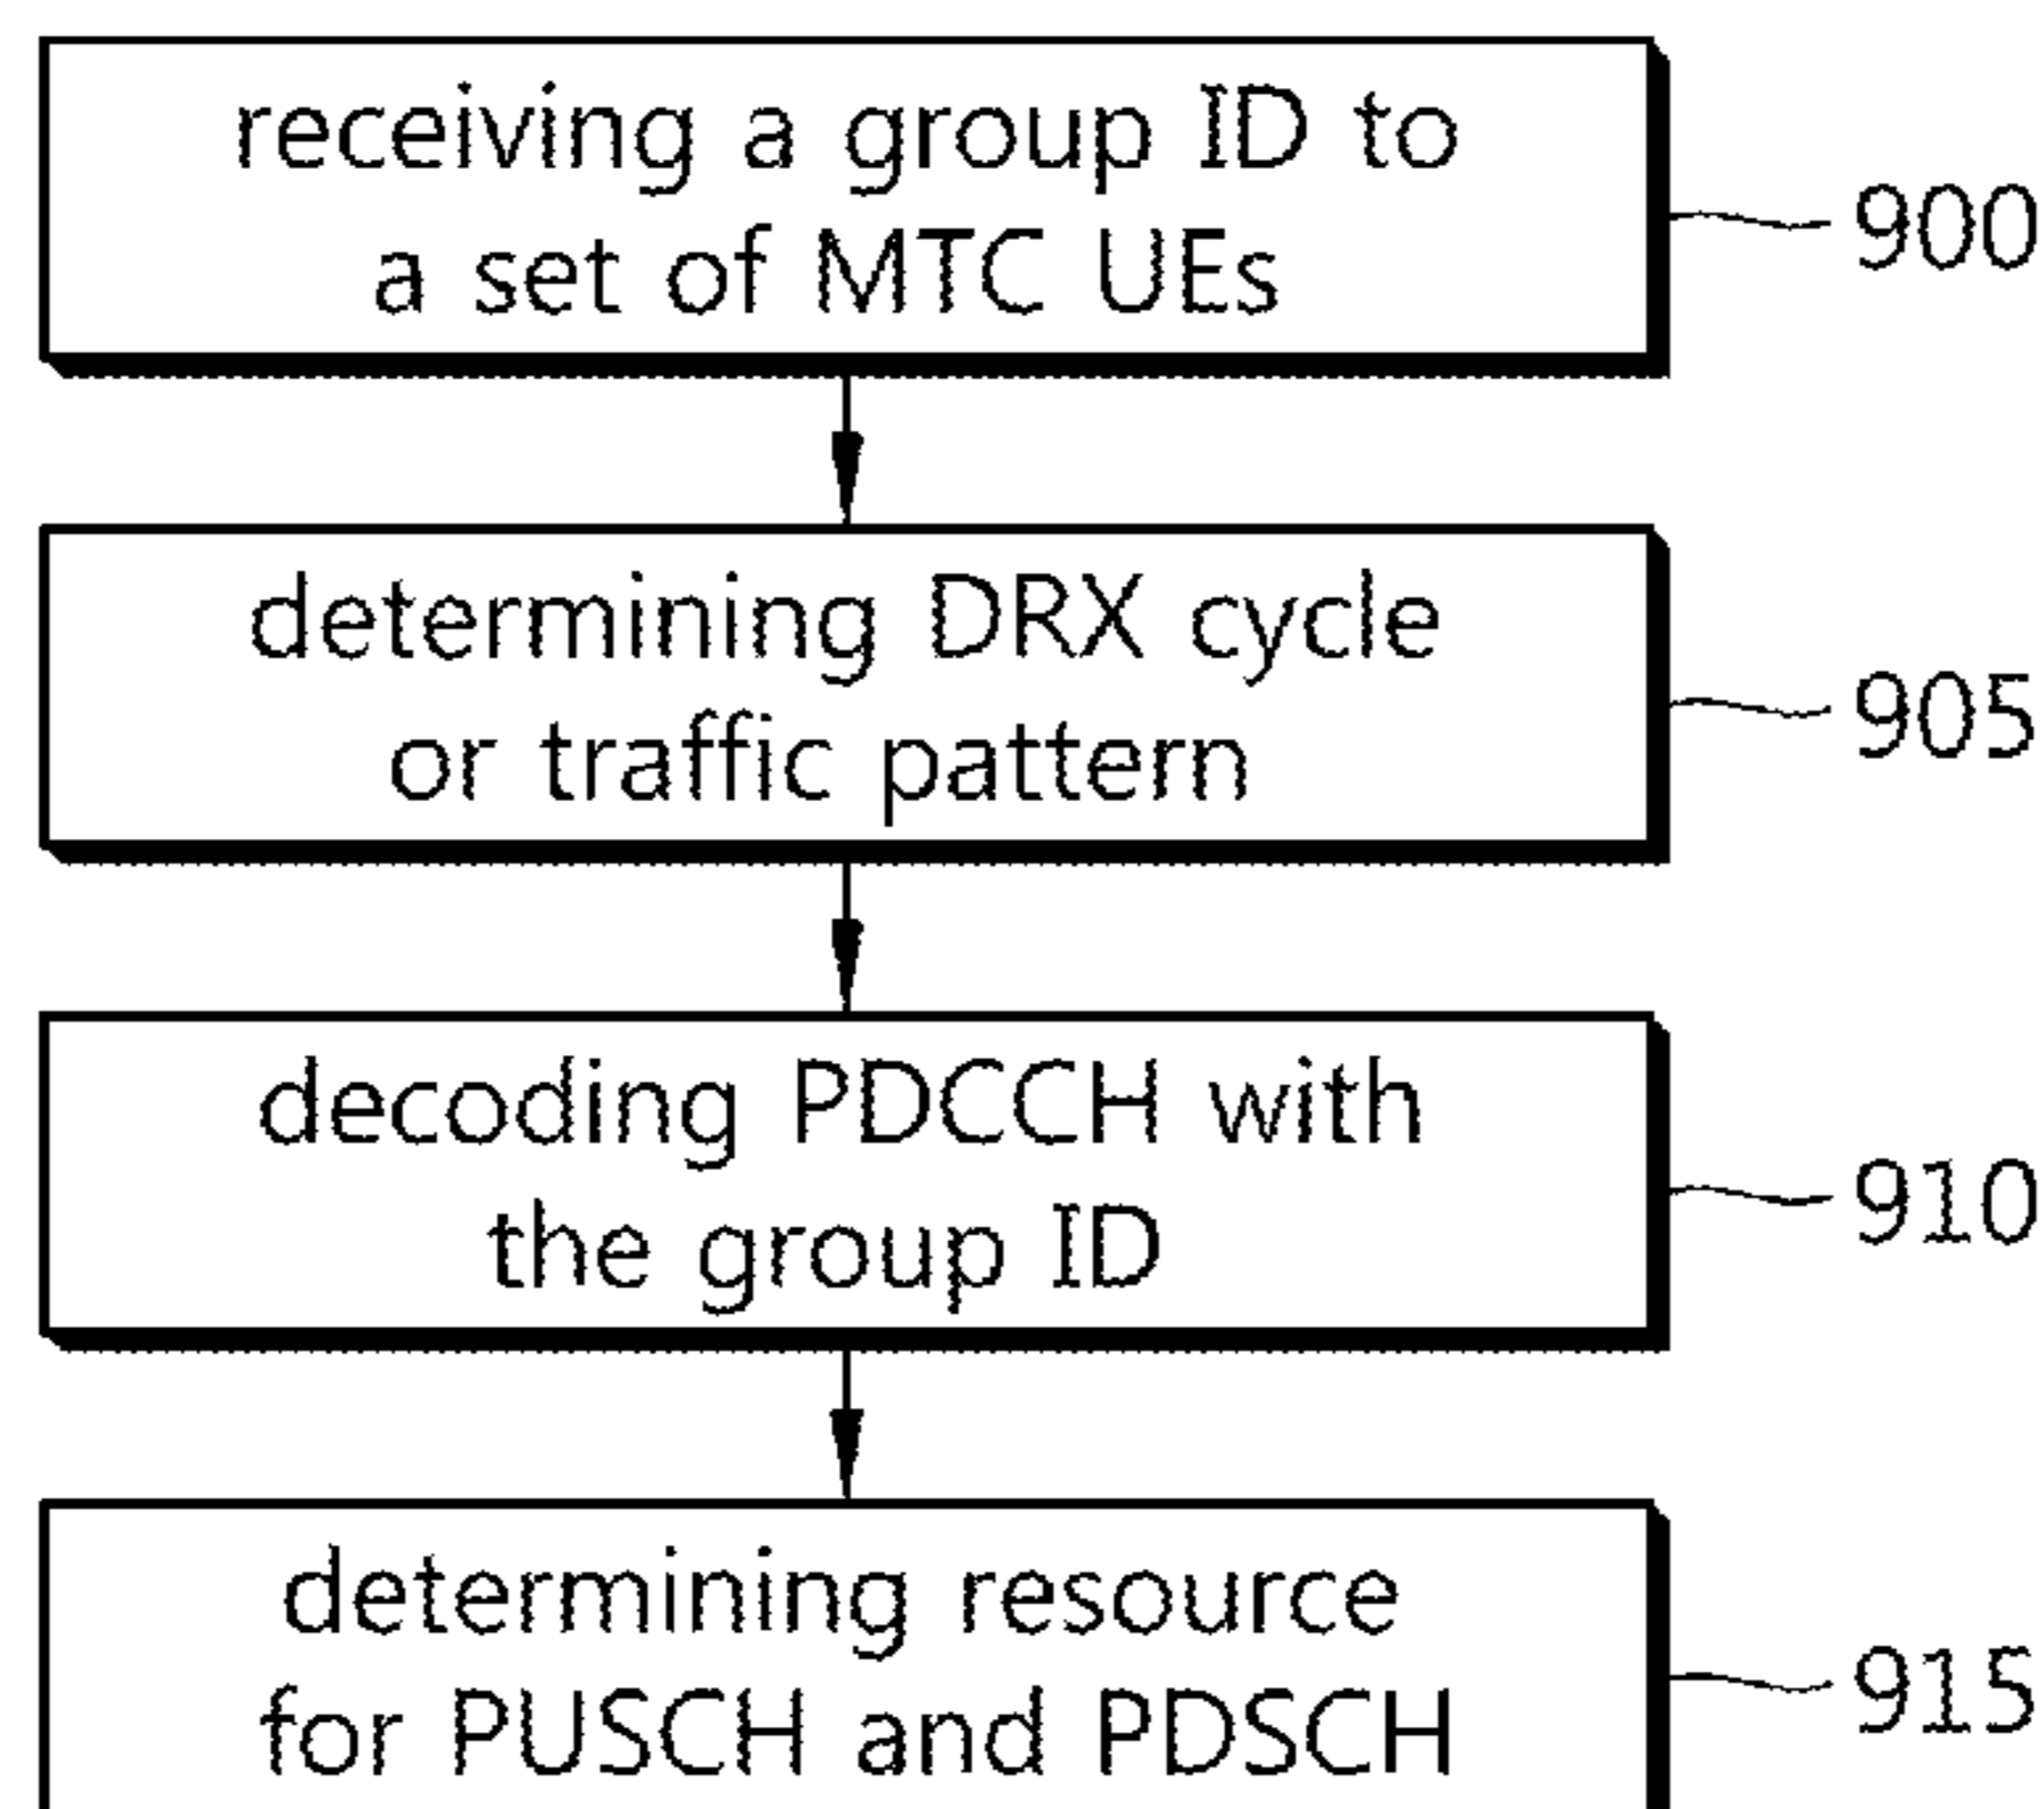 receiving a group ID to
a set of MTC UEs
900
determining DRX cycle
or traffic pattern
905
decoding PDCCH with
the group ID
910
determining resource
for PUSCH and PDSCH
915